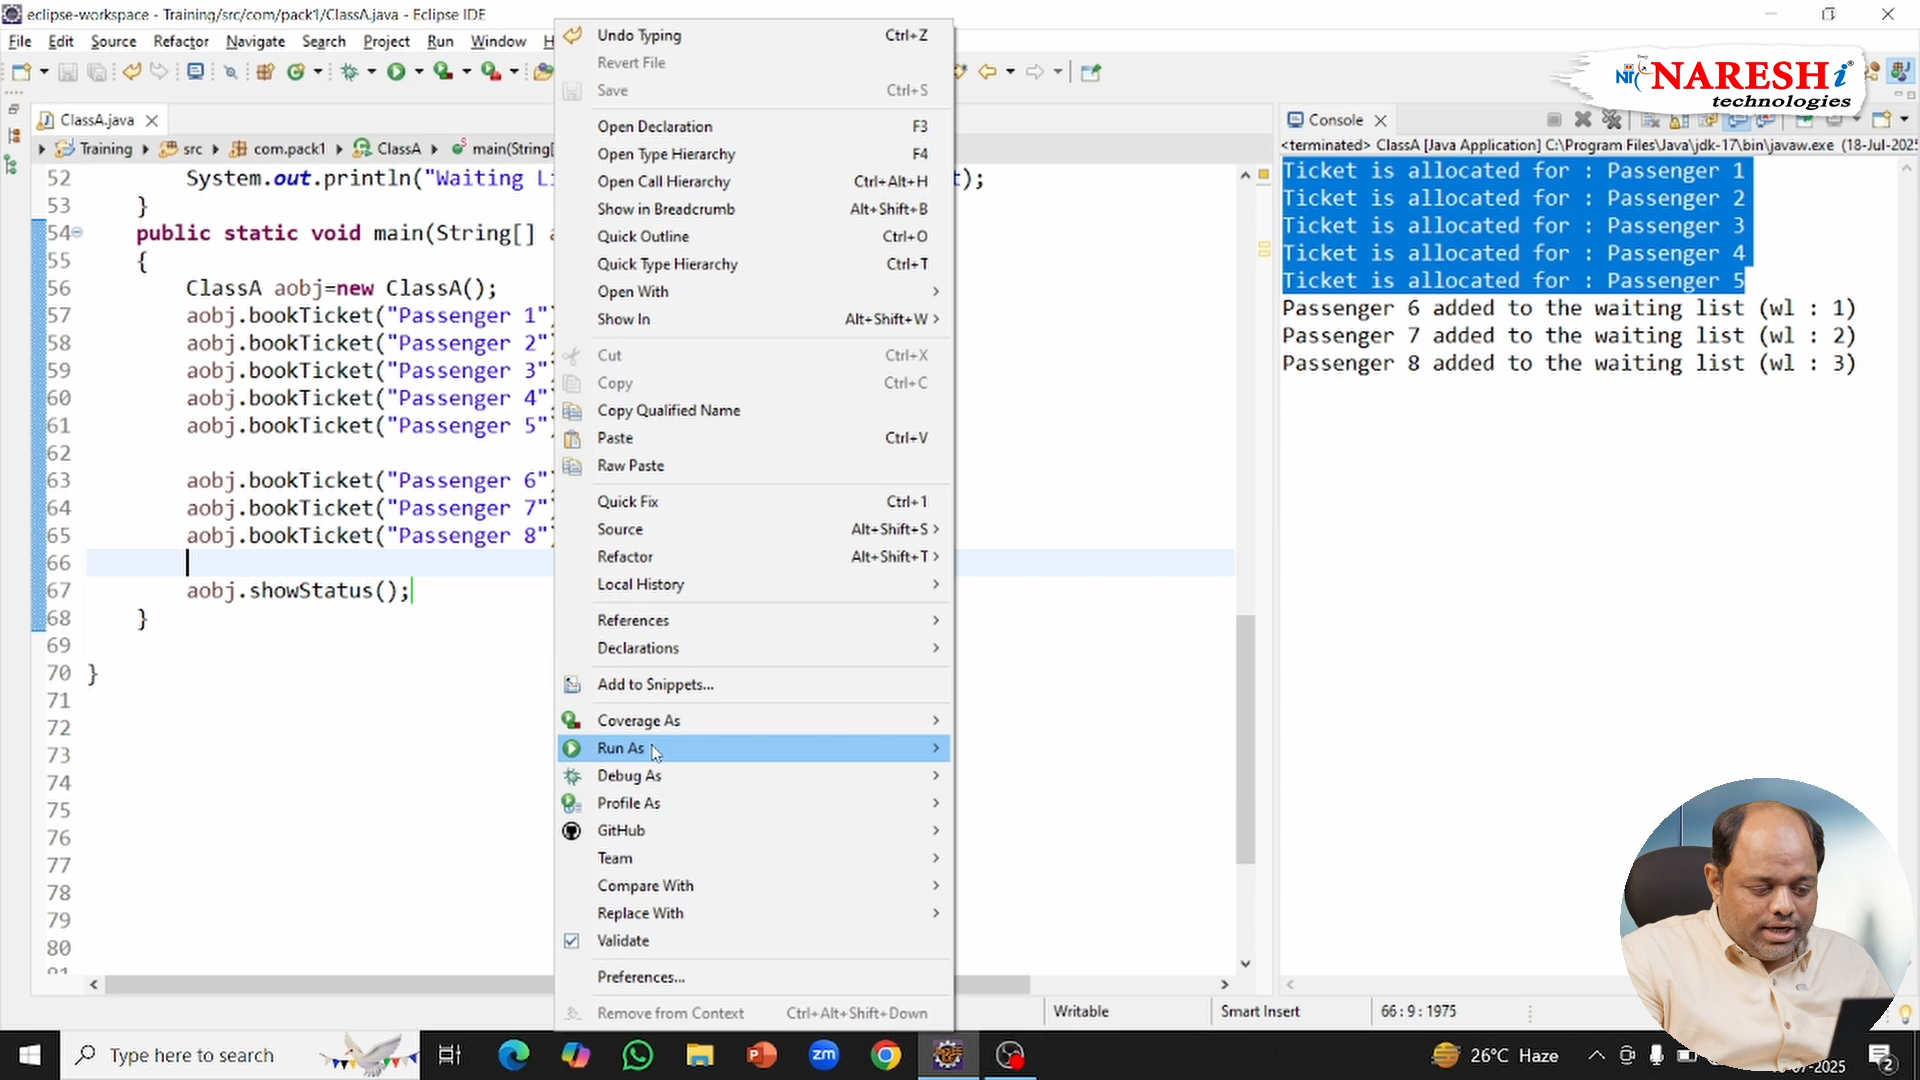 eclipse-workspace - Training/src/com/pack1/ClassA.java - Eclipse IDE
File Edit Source Refactor Navigate Search Project Run Window H
NARESH i
technologies
ClassA.java
Training src com.pack1 ClassA main(String[]
52 System.out.println("Waiting Li t);
53 }
54 public static void main(String[] a
55 {
56 ClassA aobj=new ClassA();
57 aobj.bookTicket("Passenger 1"
58 aobj.bookTicket("Passenger 2"
59 aobj.bookTicket("Passenger 3"
60 aobj.bookTicket("Passenger 4"
61 aobj.bookTicket("Passenger 5"
62
63 aobj.bookTicket("Passenger 6"
64 aobj.bookTicket("Passenger 7"
65 aobj.bookTicket("Passenger 8"
66
67 aobj.showStatus();
68 }
69
70 }
71
72
73
74
75
76
77
78
79
80
81
Undo Typing Ctrl+Z
Revert File
Save Ctrl+S
Open Declaration F3
Open Type Hierarchy F4
Open Call Hierarchy Ctrl+Alt+H
Show in Breadcrumb Alt+Shift+B
Quick Outline Ctrl+O
Quick Type Hierarchy Ctrl+T
Open With
Show In Alt+Shift+W
Cut Ctrl+X
Copy Ctrl+C
Copy Qualified Name
Paste Ctrl+V
Raw Paste
Quick Fix Ctrl+1
Source Alt+Shift+S
Refactor Alt+Shift+T
Local History
References
Declarations
Add to Snippets...
Coverage As
Run As
Debug As
Profile As
GitHub
Team
Compare With
Replace With
Validate
Preferences...
Remove from Context Ctrl+Alt+Shift+Down
Console
<terminated> ClassA [Java Application] C:\Program Files\Java\jdk-17\bin\javaw.exe (18-Jul-2025
Ticket is allocated for : Passenger 1
Ticket is allocated for : Passenger 2
Ticket is allocated for : Passenger 3
Ticket is allocated for : Passenger 4
Ticket is allocated for : Passenger 5
Passenger 6 added to the waiting list (wl : 1)
Passenger 7 added to the waiting list (wl : 2)
Passenger 8 added to the waiting list (wl : 3)
Writable Smart Insert 66 : 9 : 1975
Type here to search
zm
26°C Haze
2025
2